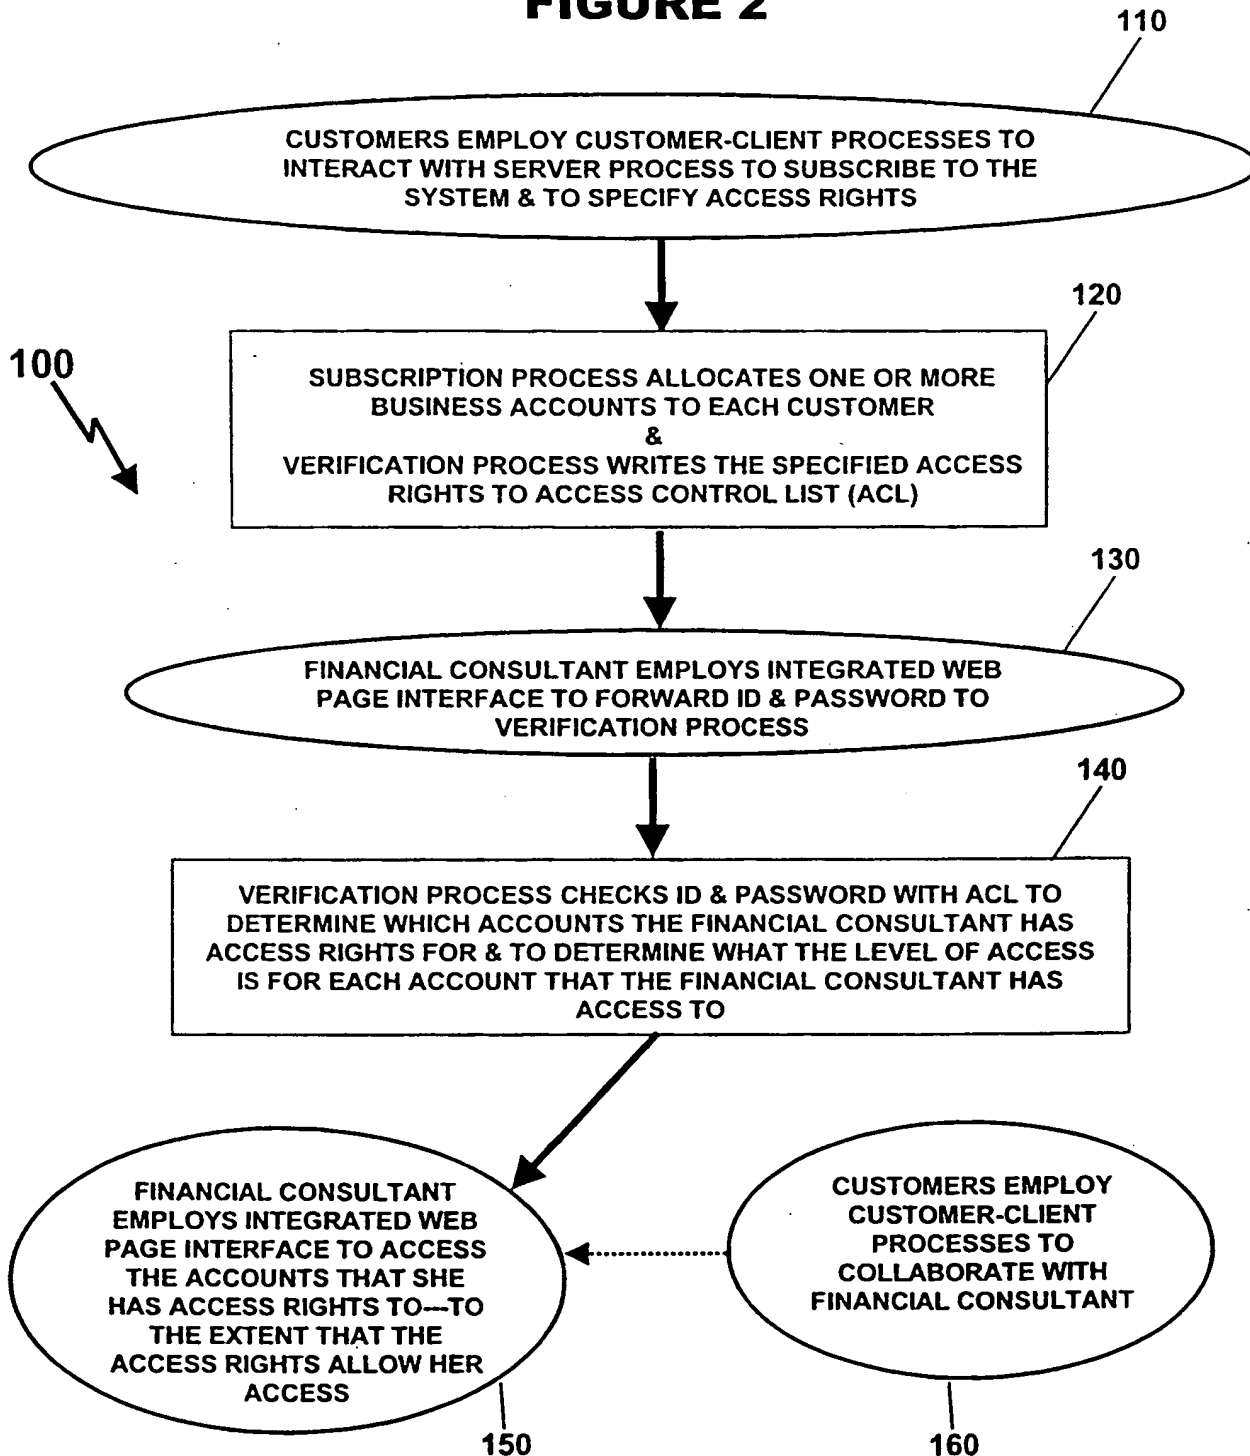 FIGURE 2
110
CUSTOMERS EMPLOY CUSTOMER-CLIENT PROCESSES TO
INTERACT WITH SERVER PROCESS TO SUBSCRIBE TO THE
SYSTEM & TO SPECIFY ACCESS RIGHTS
120
100
SUBSCRIPTION PROCESS ALLOCATES ONE OR MORE
BUSINESS ACCOUNTS TO EACH CUSTOMER
&
VERIFICATION PROCESS WRITES THE SPECIFIED ACCESS
RIGHTS TO ACCESS CONTROL LIST (ACL)
130
FINANCIAL CONSULTANT EMPLOYS INTEGRATED WEB
PAGE INTERFACE TO FORWARD ID & PASSWORD TO
VERIFICATION PROCESS
140
VERIFICATION PROCESS CHECKS ID & PASSWORD WITH ACL TO
DETERMINE WHICH ACCOUNTS THE FINANCIAL CONSULTANT HAS
ACCESS RIGHTS FOR & TO DETERMINE WHAT THE LEVEL OF ACCESS
IS FOR EACH ACCOUNT THAT THE FINANCIAL CONSULTANT HAS
ACCESS TO
FINANCIAL CONSULTANT
EMPLOYS INTEGRATED WEB
PAGE INTERFACE TO ACCESS
THE ACCOUNTS THAT SHE
HAS ACCESS RIGHTS TO---TO
THE EXTENT THAT THE
ACCESS RIGHTS ALLOW HER
ACCESS
150
CUSTOMERS EMPLOY
CUSTOMER-CLIENT
PROCESSES TO
COLLABORATE WITH
FINANCIAL CONSULTANT
160